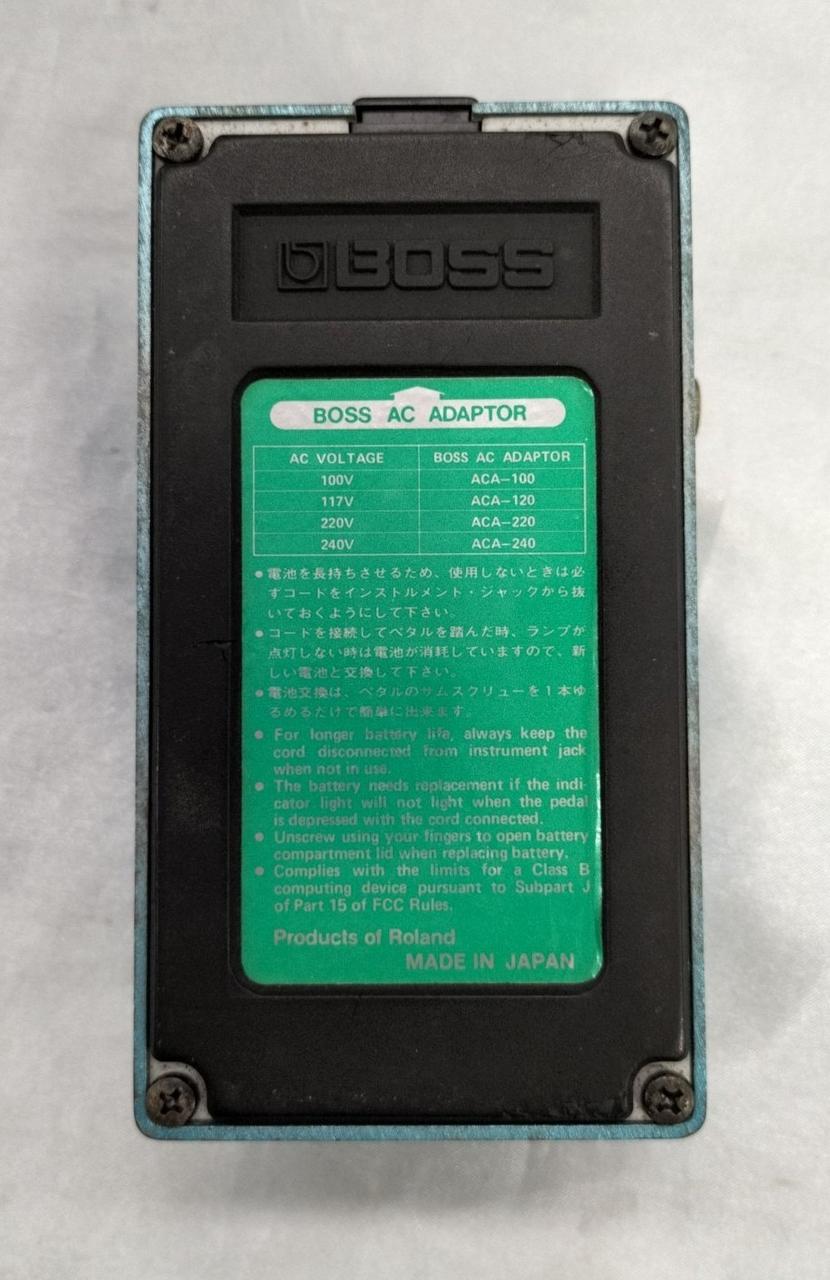 BOSS
BOSS AC ADAPTOR
AC VOLTAGE BOSS AC ADAPTOR
100V ACA-100
117V ACA-120
220V ACA-220
240V ACA-240
● 電池を長持ちさせるため、使用しないときは必
ずコードをインストルメント・ジャックから抜
いておくようにして下さい。
● コードを接続してペタルを踏んだ時、ランプが
点灯しない時は電池が消耗していますので、新
しい電池と交換して下さい。
● 電池交換は、ペタルのサムスクリューを1本ゆ
るめるだけで簡単に出来ます。
● For longer battery life, always keep the
cord disconnected from instrument jack
when not in use.
● The battery needs replacement if the indi-
cator light will not light when the pedal
is depressed with the cord connected.
● Unscrew using your fingers to open battery
compartment lid when replacing battery.
● Complies with the limits for a Class B
computing device pursuant to Subpart J
of Part 15 of FCC Rules.
Products of Roland
MADE IN JAPAN